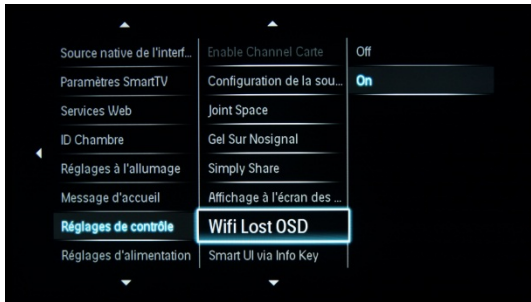 Source native de l'interf...
Paramètres SmartTV
Services Web
ID Chambre
Réglages à l'allumage
Message d'accueil
Réglages de contrôle
Réglages d'alimentation
Enable Channel Carte
Configuration de la sou...
Joint Space
Gel Sur Nosignal
Simply Share
Affichage à l'écran des ...
Wifi Lost OSD
Smart UI via Info Key
Off
On